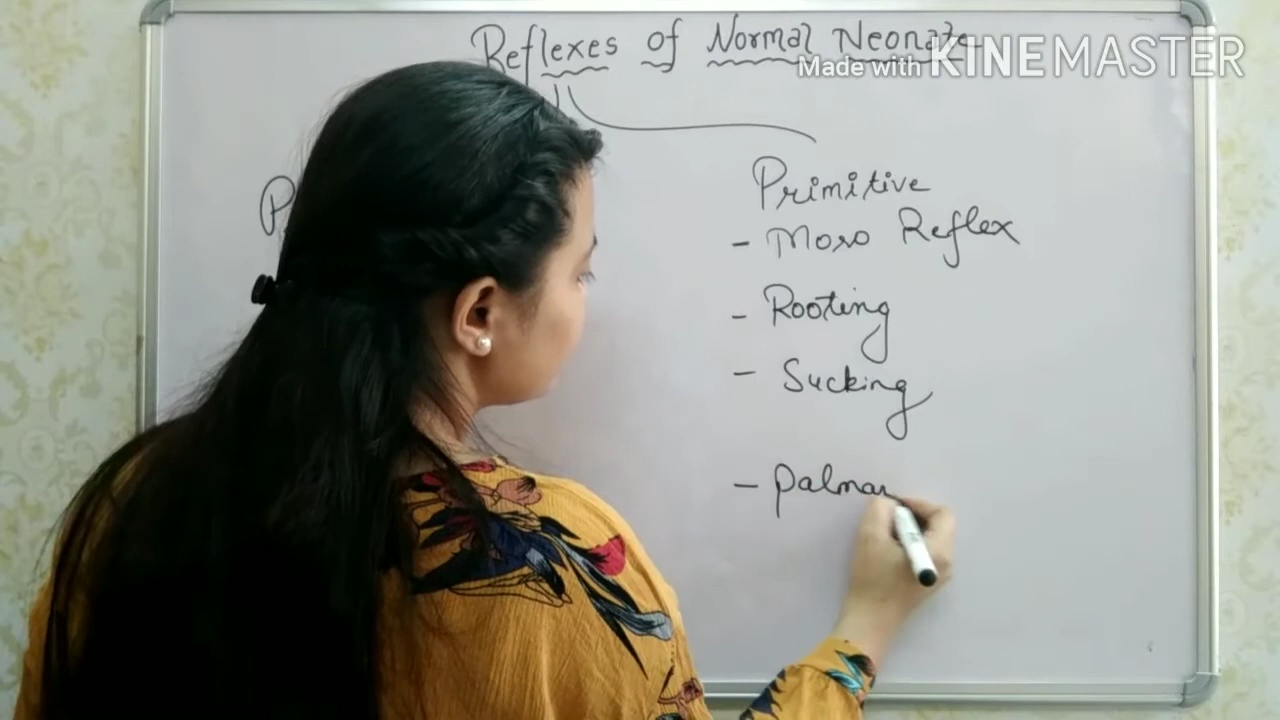 Reflexes of Normal Neonate
Made with KINEMASTER
P
Primitive
- Moro Reflex
- Rooting
- Sucking
- Palmar